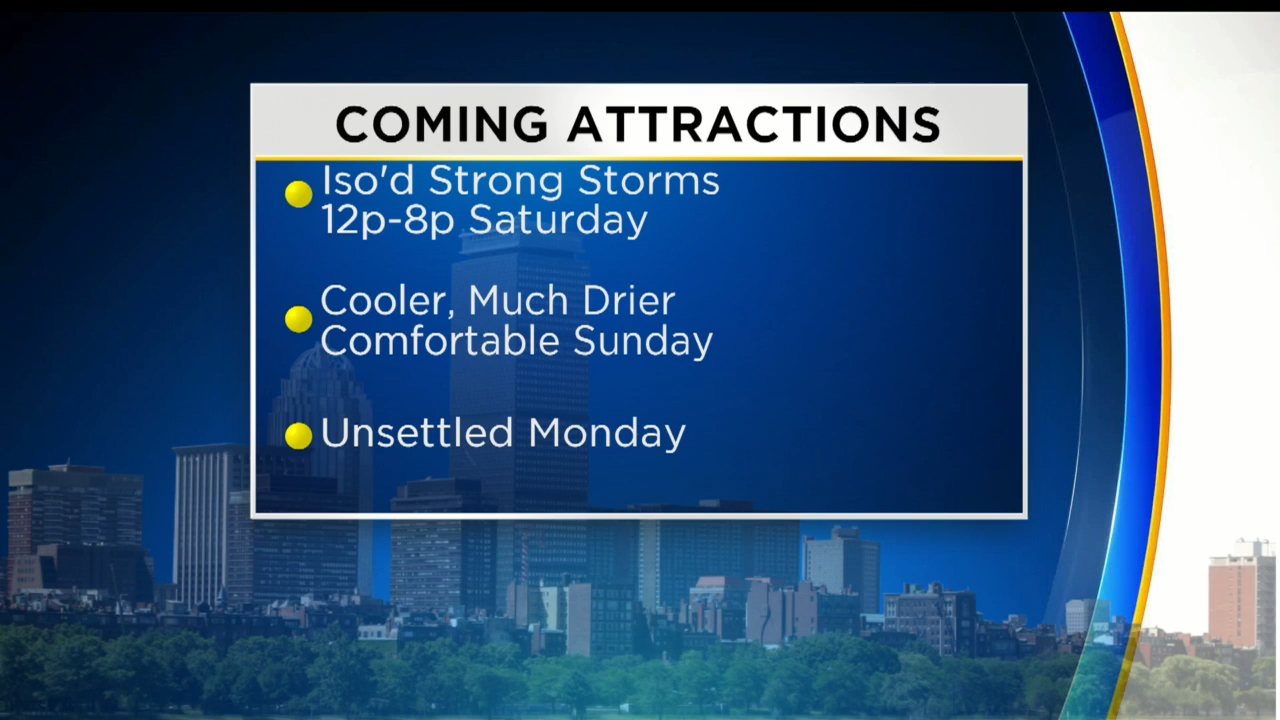 COMING ATTRACTIONS
Iso'd Strong Storms
12p-8p Saturday
Cooler, Much Drier
Comfortable Sunday
Unsettled Monday